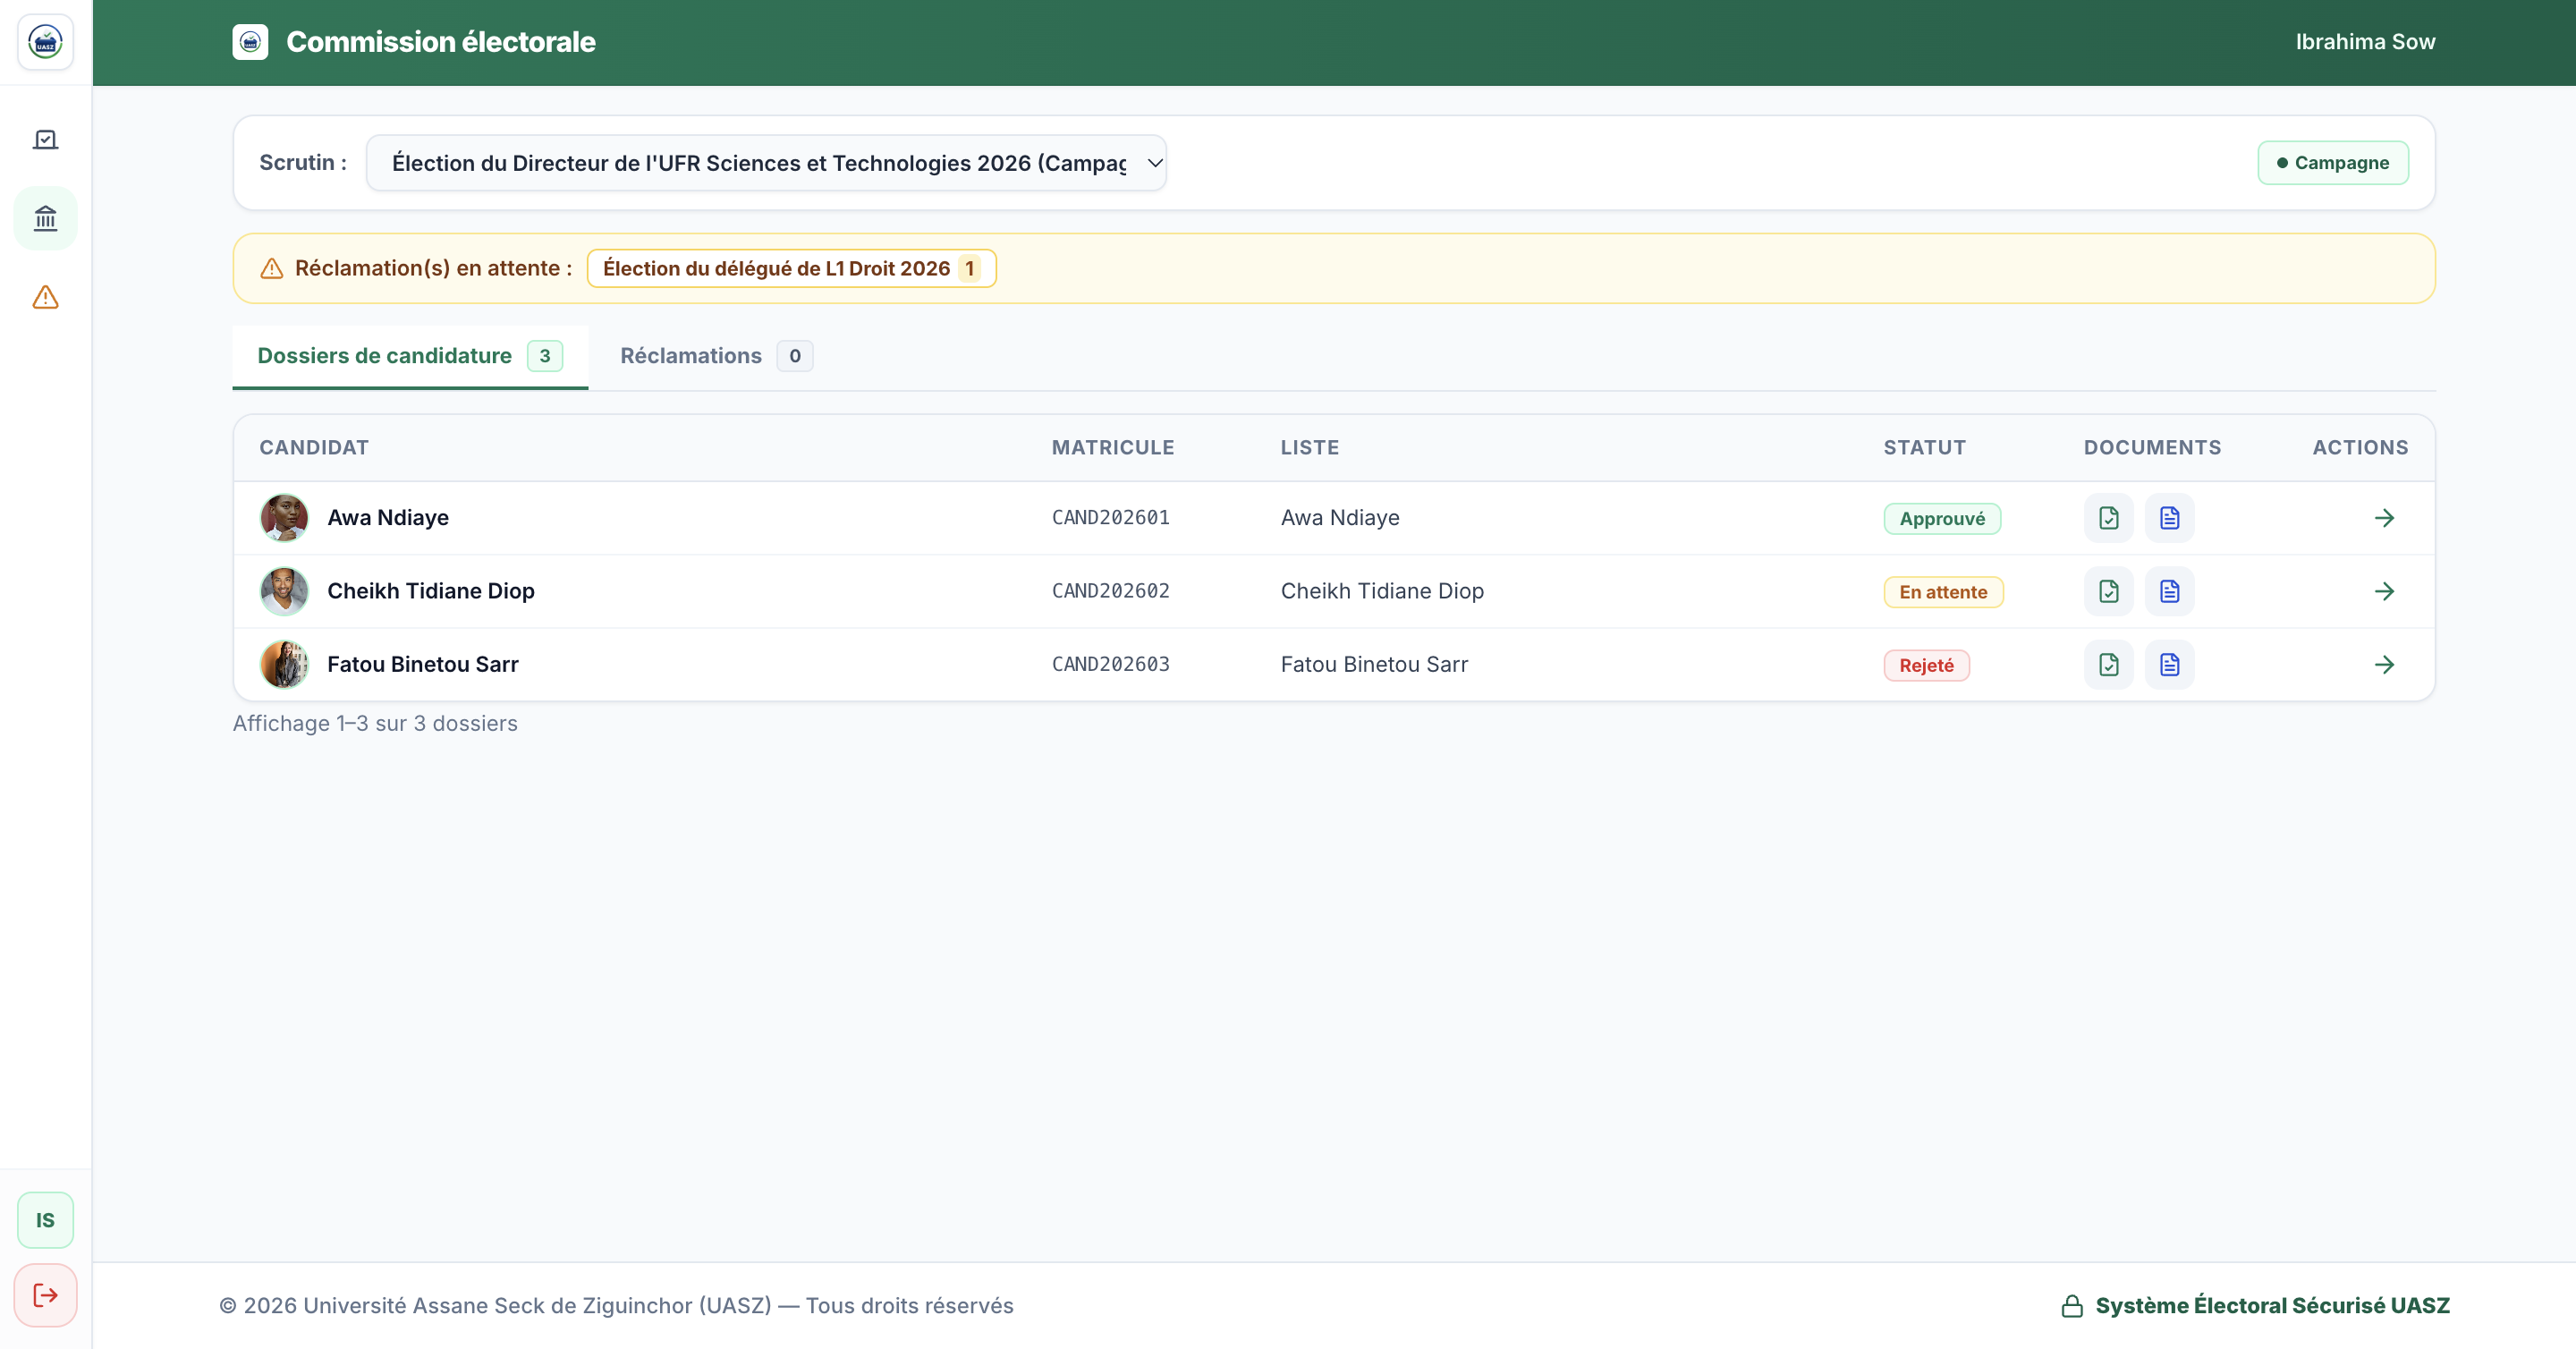 UASZ
Commission électorale
Ibrahima Sow
Scrutin :
Élection du Directeur de l'UFR Sciences et Technologies 2026 (Campag
Campagne
Réclamation(s) en attente :
Élection du délégué de L1 Droit 2026 1
Dossiers de candidature 3
Réclamations 0
CANDIDAT MATRICULE LISTE STATUT DOCUMENTS ACTIONS
Awa Ndiaye CAND202601 Awa Ndiaye Approuvé
Cheikh Tidiane Diop CAND202602 Cheikh Tidiane Diop En attente
Fatou Binetou Sarr CAND202603 Fatou Binetou Sarr Rejeté
Affichage 1–3 sur 3 dossiers
IS
© 2026 Université Assane Seck de Ziguinchor (UASZ) — Tous droits réservés
Système Électoral Sécurisé UASZ